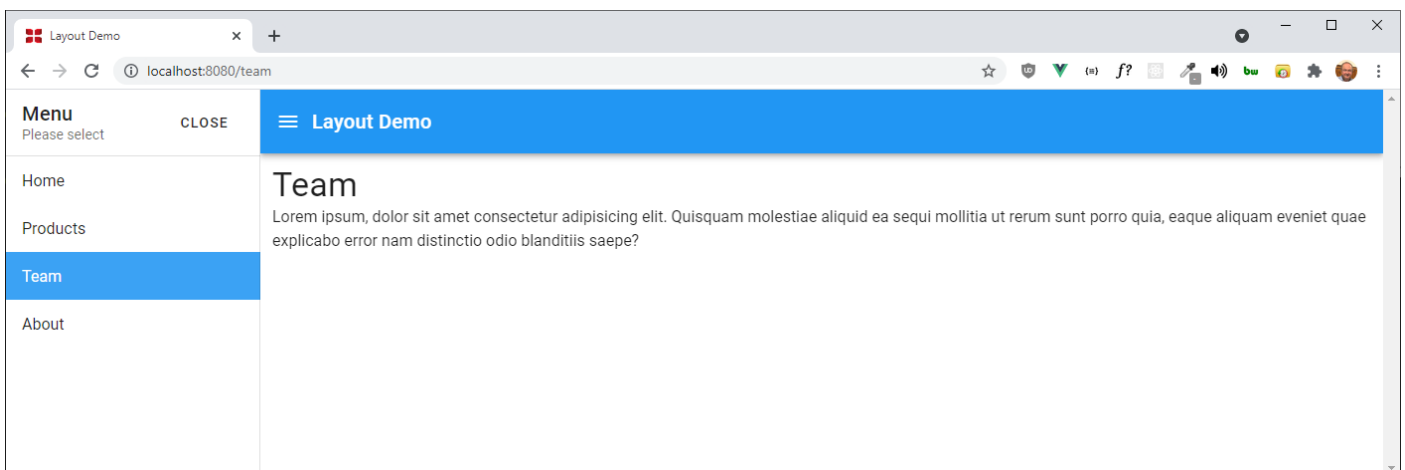 Layout Demo
localhost:8080/team
{≡} f? bw
Menu
Please select
CLOSE
Layout Demo
Home
Products
Team
About
Team
Lorem ipsum, dolor sit amet consectetur adipisicing elit. Quisquam molestiae aliquid ea sequi mollitia ut rerum sunt porro quia, eaque aliquam eveniet quae
explicabo error nam distinctio odio blanditiis saepe?